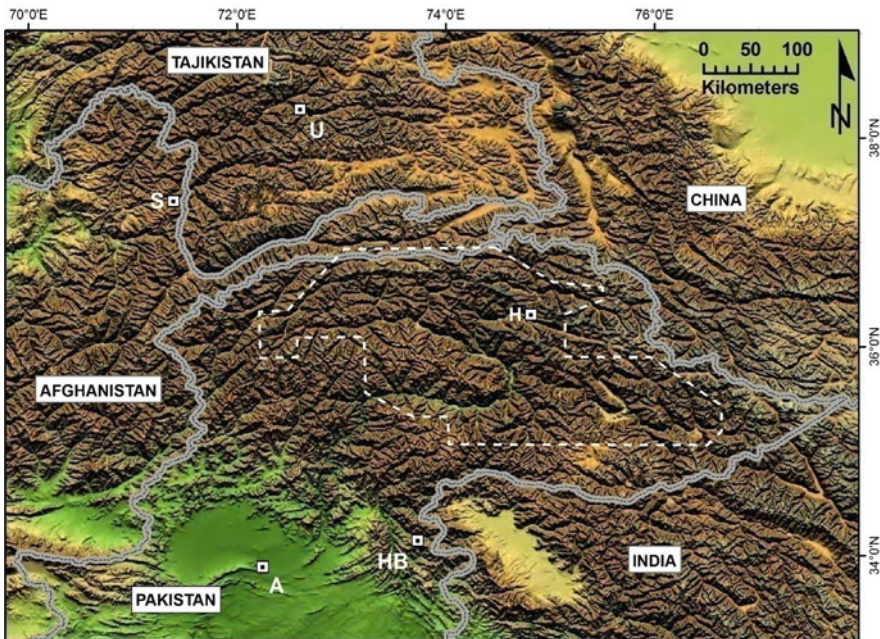 70°0'E 72°0'E 74°0'E 76°0'E
TAJIKISTAN
0 50 100
Kilometers
N
U
38°0'N
S
CHINA
H
36°0'N
AFGHANISTAN
HB
INDIA
34°0'N
A
PAKISTAN